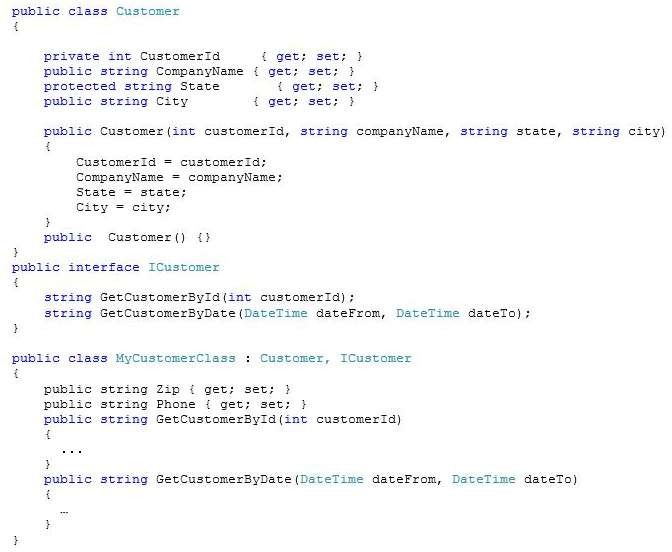 public class Customer
{
    private int CustomerId     { get; set; }
    public string CompanyName { get; set; }
    protected string State       { get; set; }
    public string City        { get; set; }
    public Customer(int customerId, string companyName, string state, string city)
    {
        CustomerId = customerId;
        CompanyName = companyName;
        State = state;
        City = city;
    }
    public  Customer() {}
}
public interface ICustomer
{
    string GetCustomerById(int customerId);
    string GetCustomerByDate(DateTime dateFrom, DateTime dateTo);
}
public class MyCustomerClass : Customer, ICustomer
{
    public string Zip { get; set; }
    public string Phone { get; set; }
    public string GetCustomerById(int customerId)
    {
      ...
    }
    public string GetCustomerByDate(DateTime dateFrom, DateTime dateTo)
    {
      …
    }
}